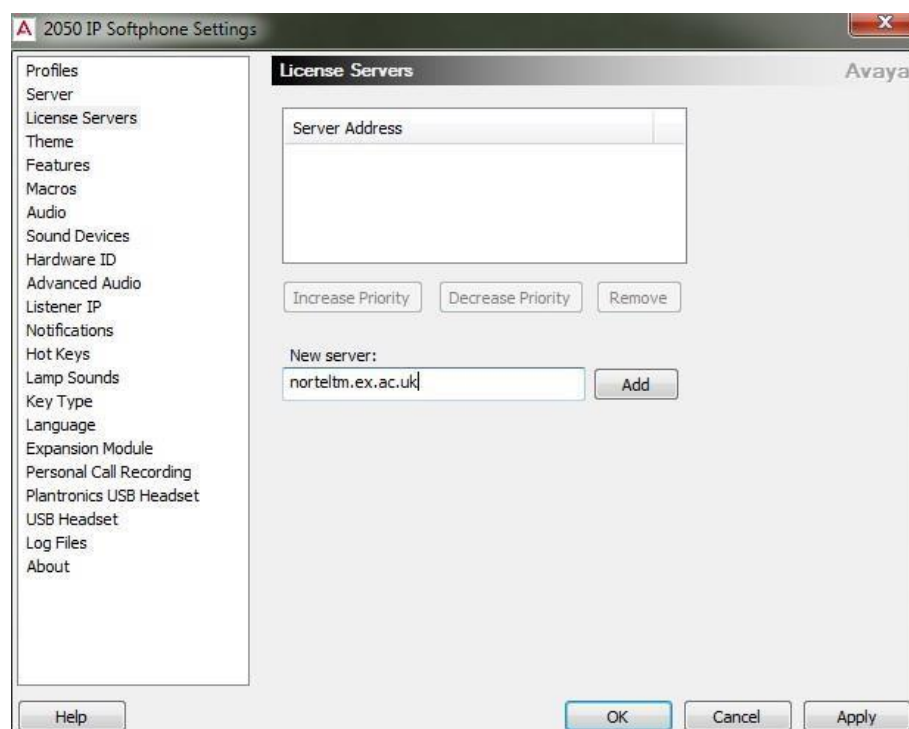 2050 IP Softphone Settings
Profiles
Server
License Servers
Theme
Features
Macros
Audio
Sound Devices
Hardware ID
Advanced Audio
Listener IP
Notifications
Hot Keys
Lamp Sounds
Key Type
Language
Expansion Module
Personal Call Recording
Plantronics USB Headset
USB Headset
Log Files
About
License Servers
Avaya
Server Address
Increase Priority Decrease Priority Remove
New server:
norteltm.ex.ac.uk Add
Help OK Cancel Apply